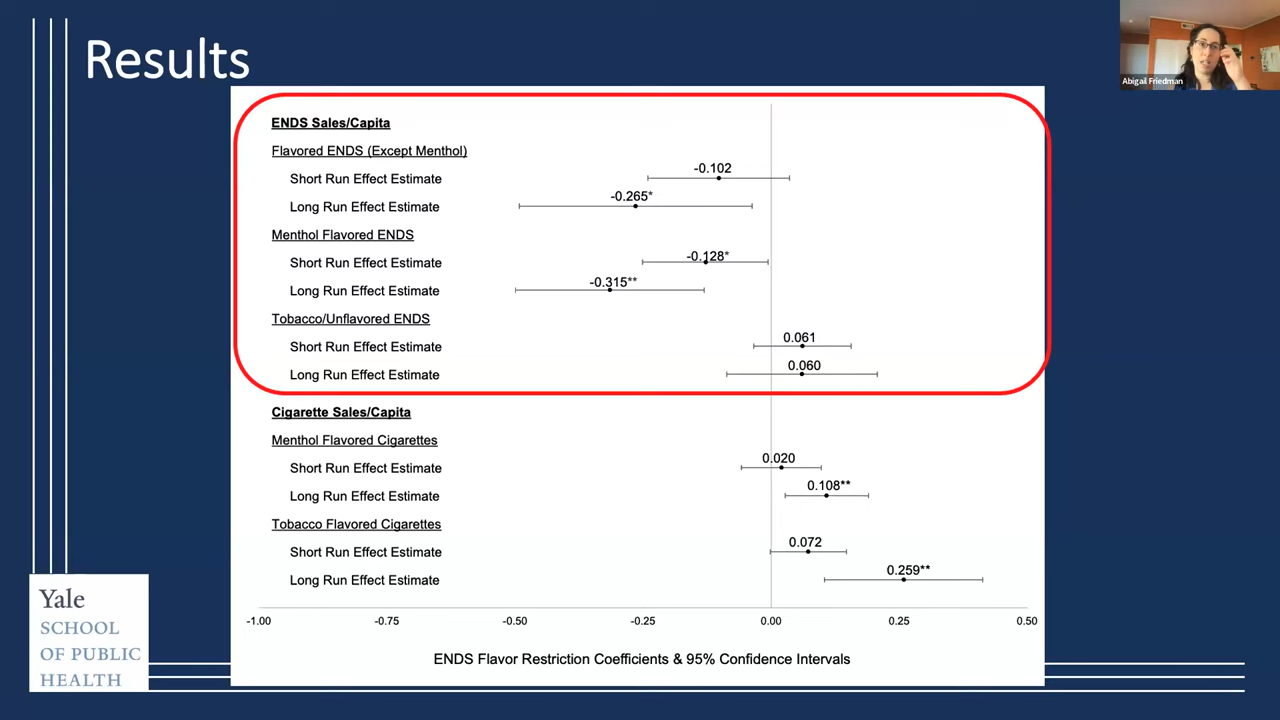 Results
Abigail Friedman
ENDS Sales/Capita
Flavored ENDS (Except Menthol)
Short Run Effect Estimate -0.102
Long Run Effect Estimate -0.265*
Menthol Flavored ENDS
Short Run Effect Estimate -0.128*
Long Run Effect Estimate -0.315**
Tobacco/Unflavored ENDS
Short Run Effect Estimate 0.061
Long Run Effect Estimate 0.060
Cigarette Sales/Capita
Menthol Flavored Cigarettes
Short Run Effect Estimate 0.020
Long Run Effect Estimate 0.108**
Tobacco Flavored Cigarettes
Short Run Effect Estimate 0.072
Long Run Effect Estimate 0.259**
-1.00 -0.75 -0.50 -0.25 0.00 0.25 0.50
ENDS Flavor Restriction Coefficients & 95% Confidence Intervals
Yale
SCHOOL
OF PUBLIC
HEALTH